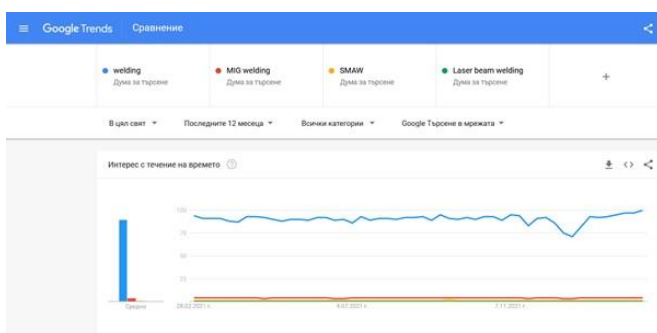 Google Trends Сравнение
welding
Дума за търсене
MIG welding
Дума за търсене
SMAW
Дума за търсене
Laser beam welding
Дума за търсене
+
В цял свят
Последните 12 месеца
Всички категории
Google Търсене в мрежата
Интерес с течение на времето
100
75
50
25
Средно
28.02.2021 г.
4.07.2021 г.
7.11.2021 г.